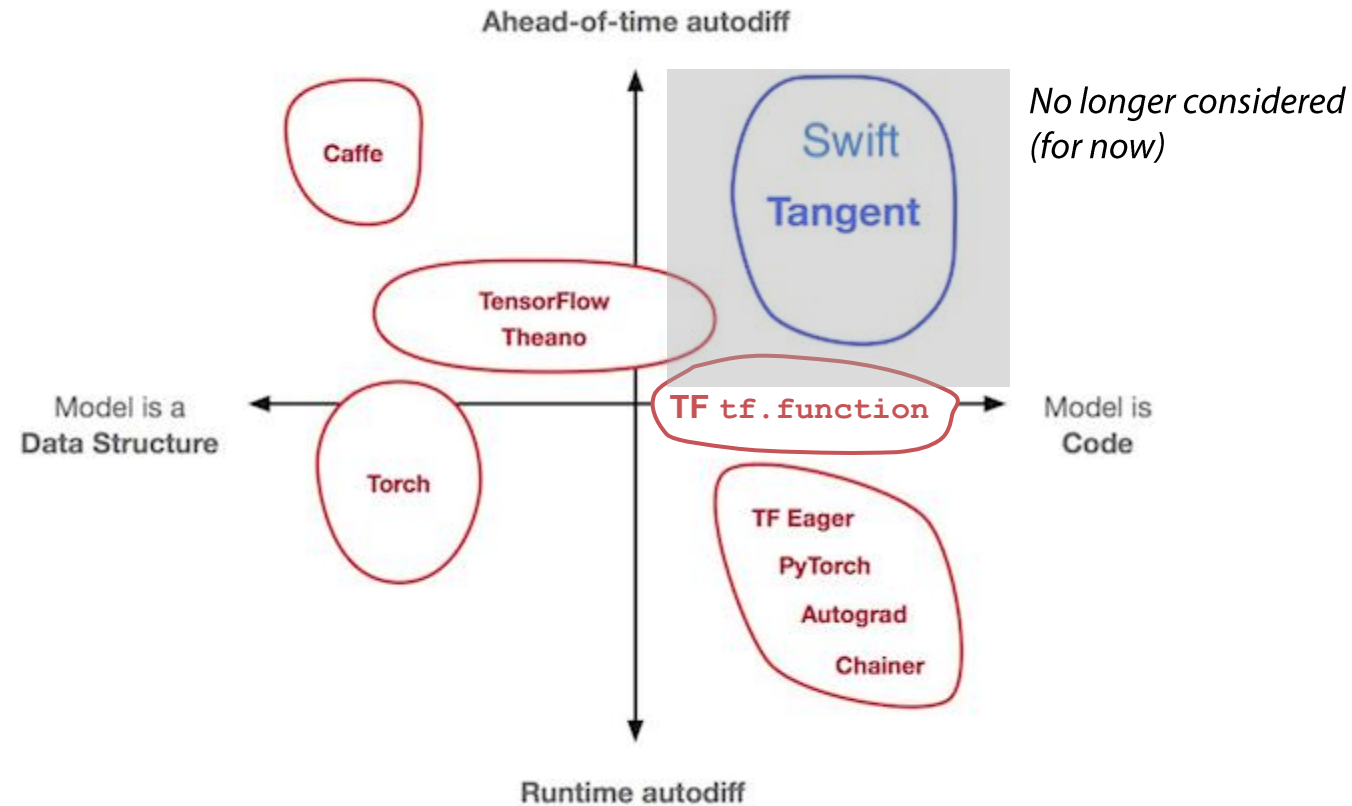 Ahead-of-time autodiff
No longer considered
(for now)
Caffe
Swift
Tangent
TensorFlow
Theano
Model is a
Data Structure
TF tf.function
Model is
Code
Torch
TF Eager
PyTorch
Autograd
Chainer
Runtime autodiff